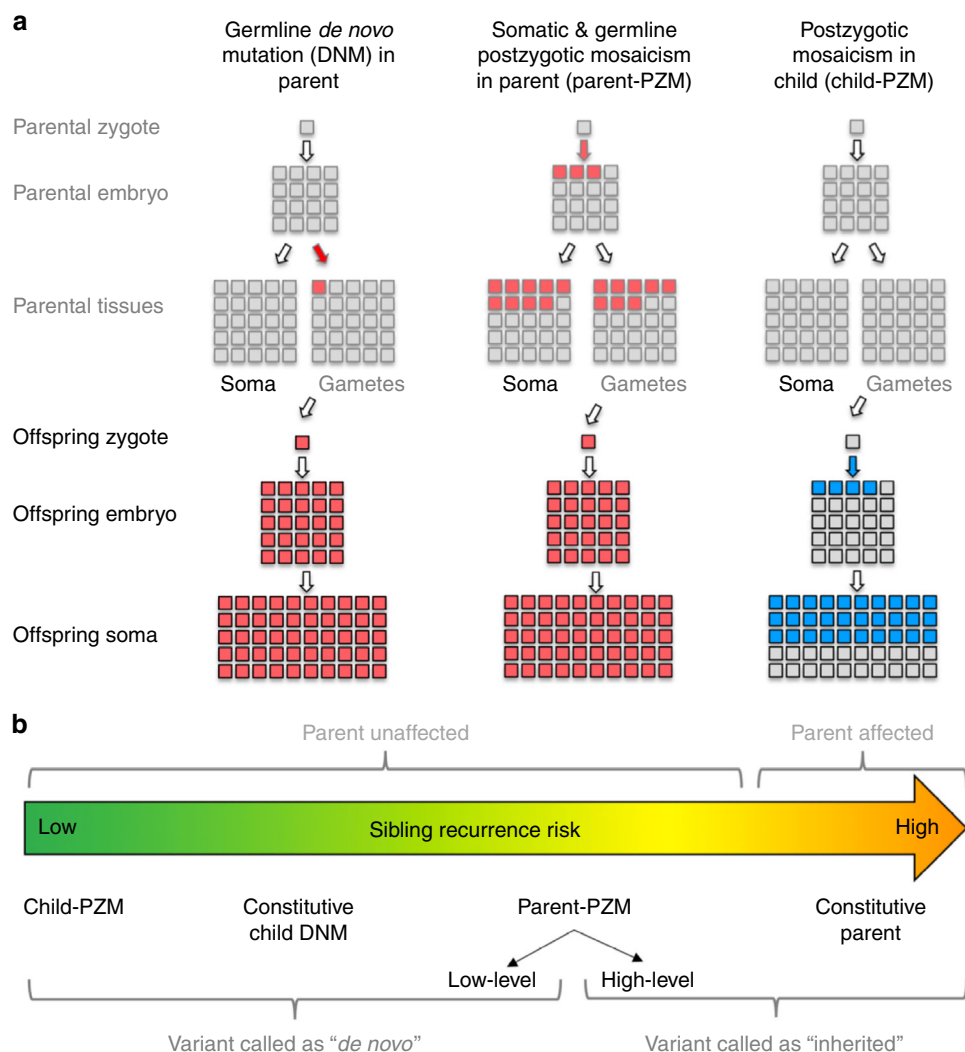 a
Germline de novo
mutation (DNM) in
parent
Somatic & germline
postzygotic mosaicism
in parent (parent-PZM)
Postzygotic
mosaicism in
child (child-PZM)
Parental zygote
Parental embryo
Parental tissues
Soma
Gametes
Soma
Gametes
Soma
Gametes
Offspring zygote
Offspring embryo
Offspring soma
b
Parent unaffected
Parent affected
Low
Sibling recurrence risk
High
Child-PZM
Constitutive
child DNM
Parent-PZM
Constitutive
parent
Low-level
High-level
Variant called as “de novo”
Variant called as “inherited”